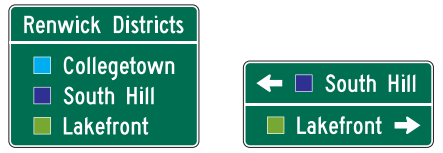 Renwick Districts
Collegetown
South Hill
Lakefront
South Hill
Lakefront